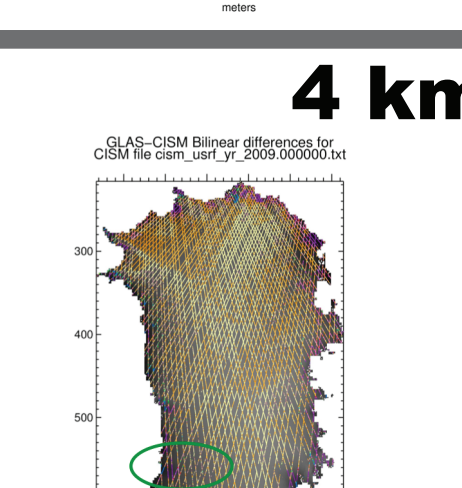 meters
4 km
GLAS–CISM Bilinear differences for
CISM file cism_usrf_yr_2009.000000.txt
300
400
500